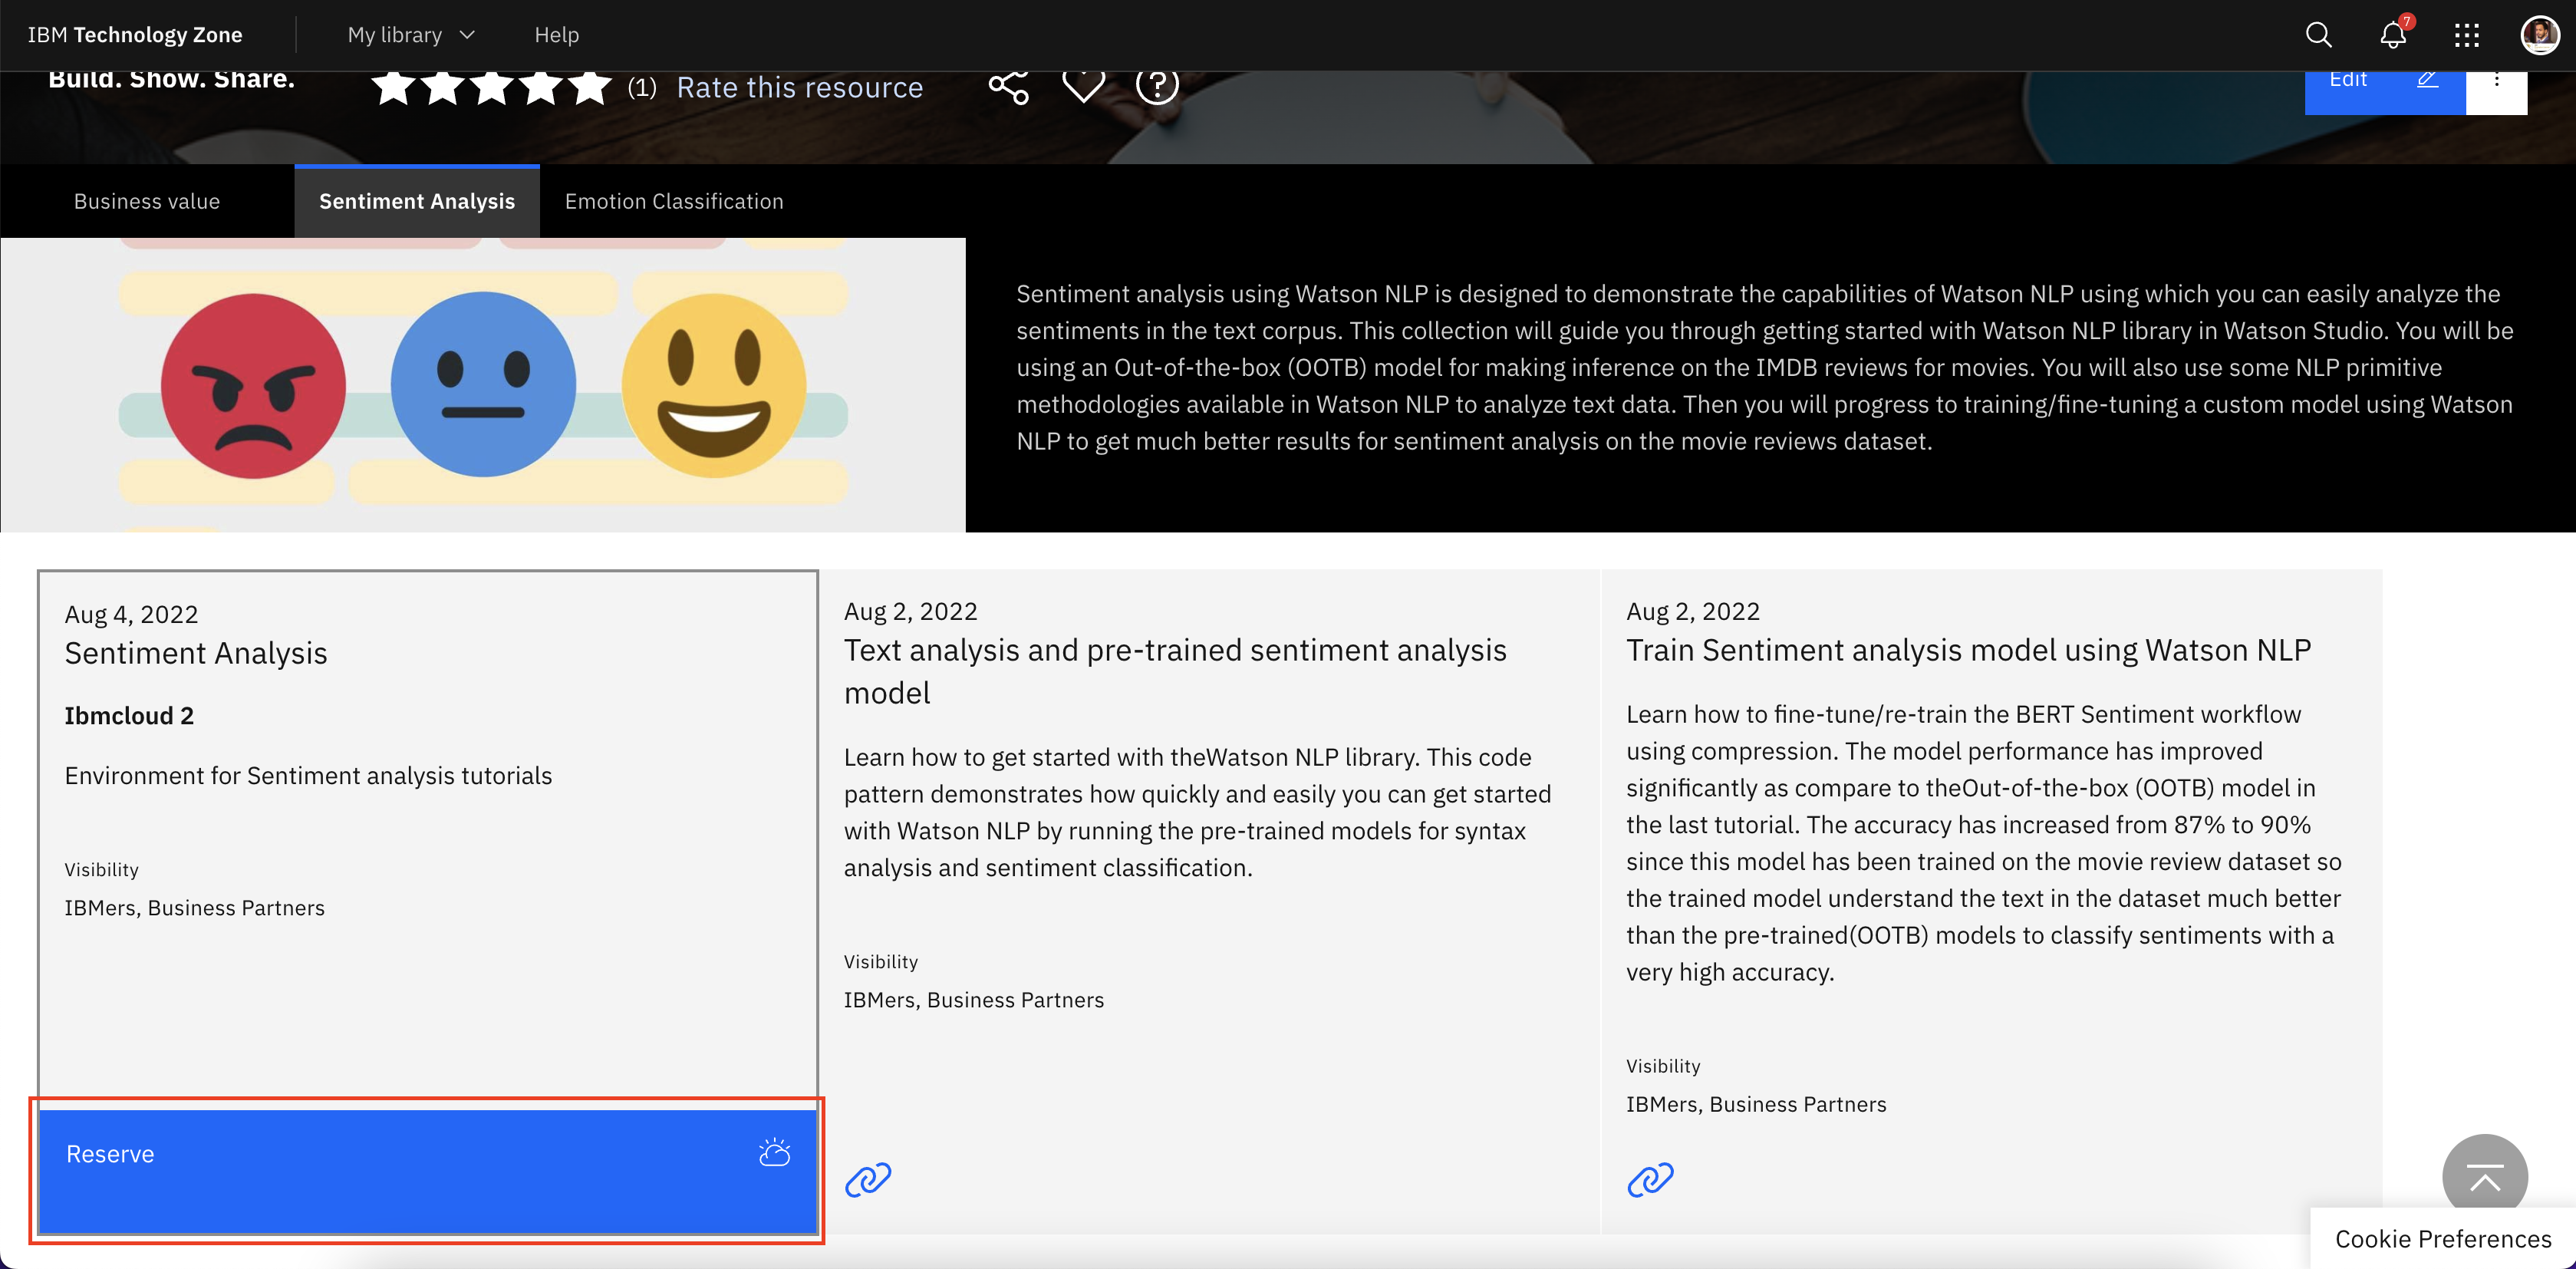 IBM Technology Zone
My library
Help
7
Build. Show. Share.
(1)
Rate this resource
Edit
Business value
Sentiment Analysis
Emotion Classification
Sentiment analysis using Watson NLP is designed to demonstrate the capabilities of Watson NLP using which you can easily analyze the
sentiments in the text corpus. This collection will guide you through getting started with Watson NLP library in Watson Studio. You will be
using an Out-of-the-box (OOTB) model for making inference on the IMDB reviews for movies. You will also use some NLP primitive
methodologies available in Watson NLP to analyze text data. Then you will progress to training/fine-tuning a custom model using Watson
NLP to get much better results for sentiment analysis on the movie reviews dataset.
Aug 4, 2022
Sentiment Analysis
Ibmcloud 2
Environment for Sentiment analysis tutorials
Visibility
IBMers, Business Partners
Reserve
Aug 2, 2022
Text analysis and pre-trained sentiment analysis
model
Learn how to get started with theWatson NLP library. This code
pattern demonstrates how quickly and easily you can get started
with Watson NLP by running the pre-trained models for syntax
analysis and sentiment classification.
Visibility
IBMers, Business Partners
Aug 2, 2022
Train Sentiment analysis model using Watson NLP
Learn how to fine-tune/re-train the BERT Sentiment workflow
using compression. The model performance has improved
significantly as compare to theOut-of-the-box (OOTB) model in
the last tutorial. The accuracy has increased from 87% to 90%
since this model has been trained on the movie review dataset so
the trained model understand the text in the dataset much better
than the pre-trained(OOTB) models to classify sentiments with a
very high accuracy.
Visibility
IBMers, Business Partners
Cookie Preferences